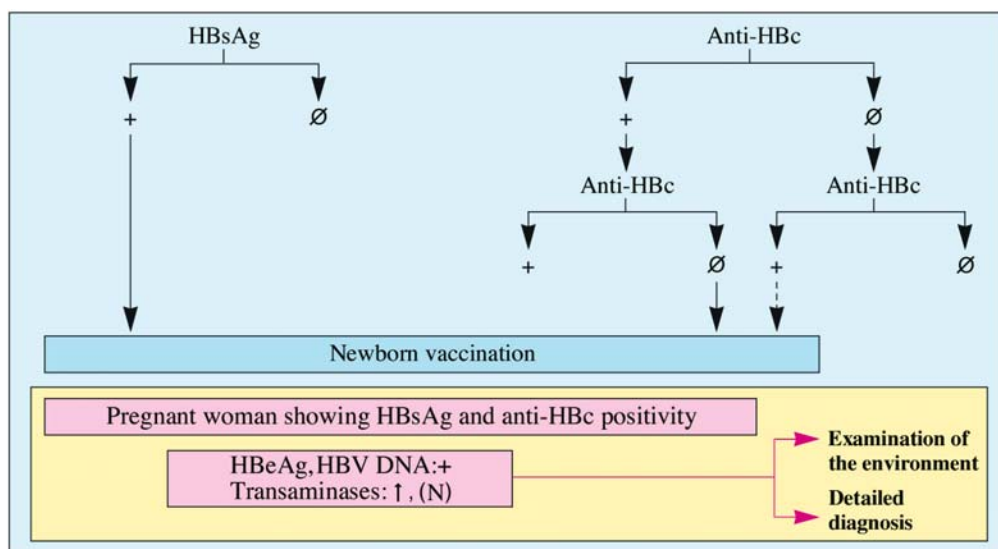 HBsAg
Anti-HBc
+
Ø
+
Ø
Anti-HBc
Anti-HBc
+
Ø
+
Ø
Newborn vaccination
Pregnant woman showing HBsAg and anti-HBc positivity
HBeAg, HBV DNA:+
Transaminases: ↑, (N)
Examination of
the environment
Detailed
diagnosis